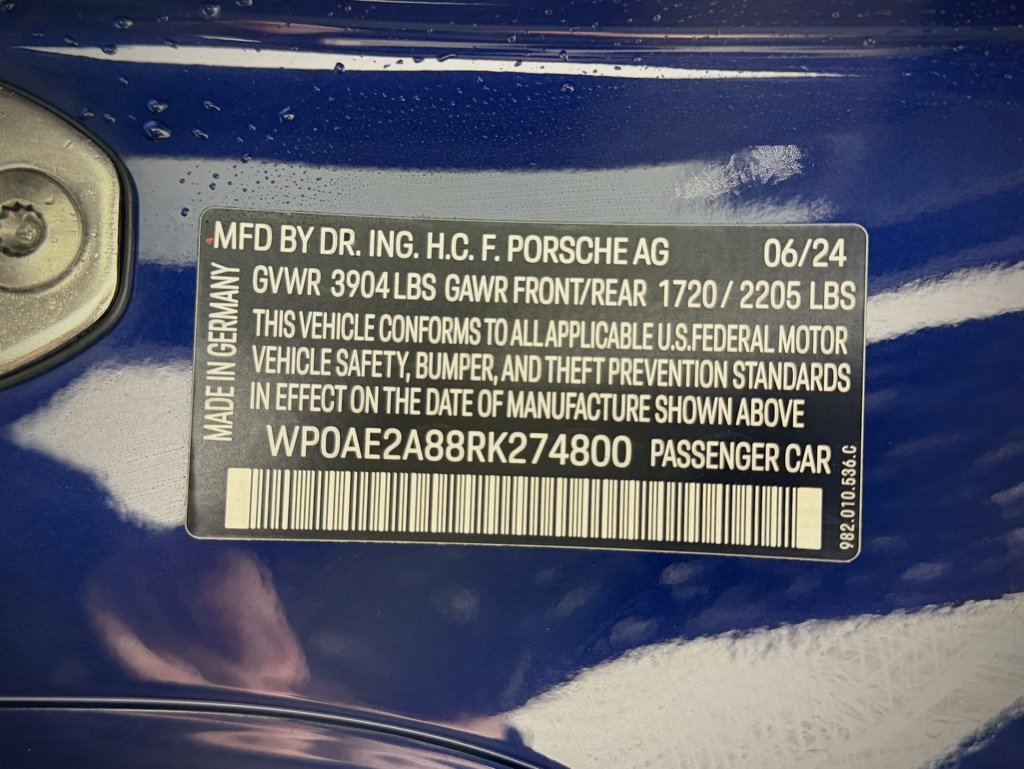 MFD BY DR. ING. H.C. F. PORSCHE AG 06/24
GVWR 3904 LBS GAWR FRONT/REAR 1720 / 2205 LBS
THIS VEHICLE CONFORMS TO ALL APPLICABLE U.S.FEDERAL MOTOR
VEHICLE SAFETY, BUMPER, AND THEFT PREVENTION STANDARDS
IN EFFECT ON THE DATE OF MANUFACTURE SHOWN ABOVE
WP0AE2A88RK274800 PASSENGER CAR
MADE IN GERMANY
982.010.536.C